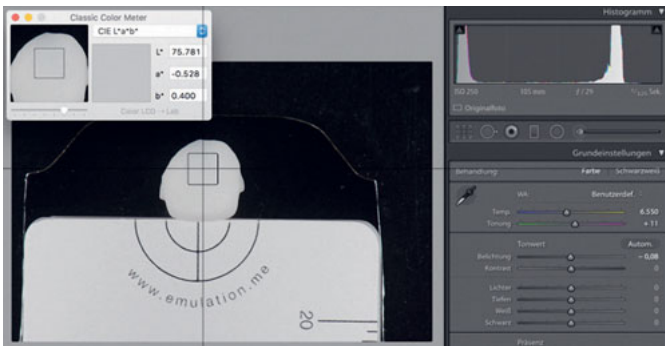 Classic Color Meter
CIE L*a*b*
L* 75.781
a* -0.528
b* 0.400
Color LCD -> Lab
www.emulation.me
20
Histogramm
ISO 250 105 mm ƒ / 29 Sek.
Originalfoto
Grundeinstellungen
Behandlung: Farbe Schwarzweiß
WA: Benutzerdef.
Temp. 6.550
Tonung + 11
Tonwert Autom.
Belichtung - 0,08
Kontrast 0
Lichter 0
Tiefen 0
Weiß 0
Schwarz 0
Präsenz